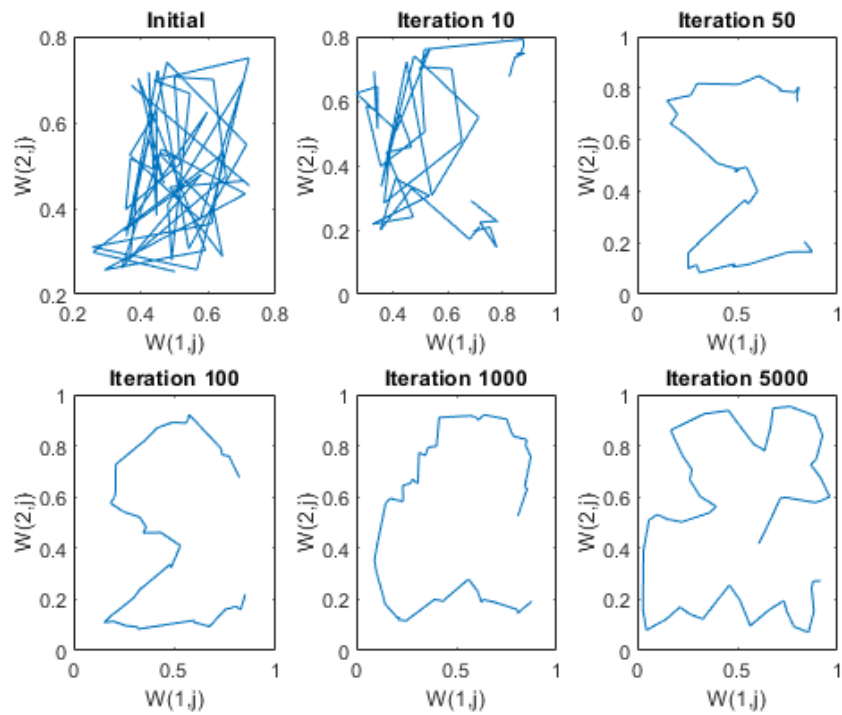 Initial
0.8
0.6
0.4
0.2
0.2 0.4 0.6 0.8
W(1,j)
W(2,j)
Iteration 10
0.8
0.6
0.4
0.2
0
0.4 0.6 0.8 1
W(1,j)
W(2,j)
Iteration 50
1
0.8
0.6
0.4
0.2
0
0 0.5 1
W(1,j)
W(2,j)
Iteration 100
1
0.8
0.6
0.4
0.2
0
0 0.5 1
W(1,j)
W(2,j)
Iteration 1000
1
0.8
0.6
0.4
0.2
0
0 0.5 1
W(1,j)
W(2,j)
Iteration 5000
1
0.8
0.6
0.4
0.2
0
0 0.5 1
W(1,j)
W(2,j)